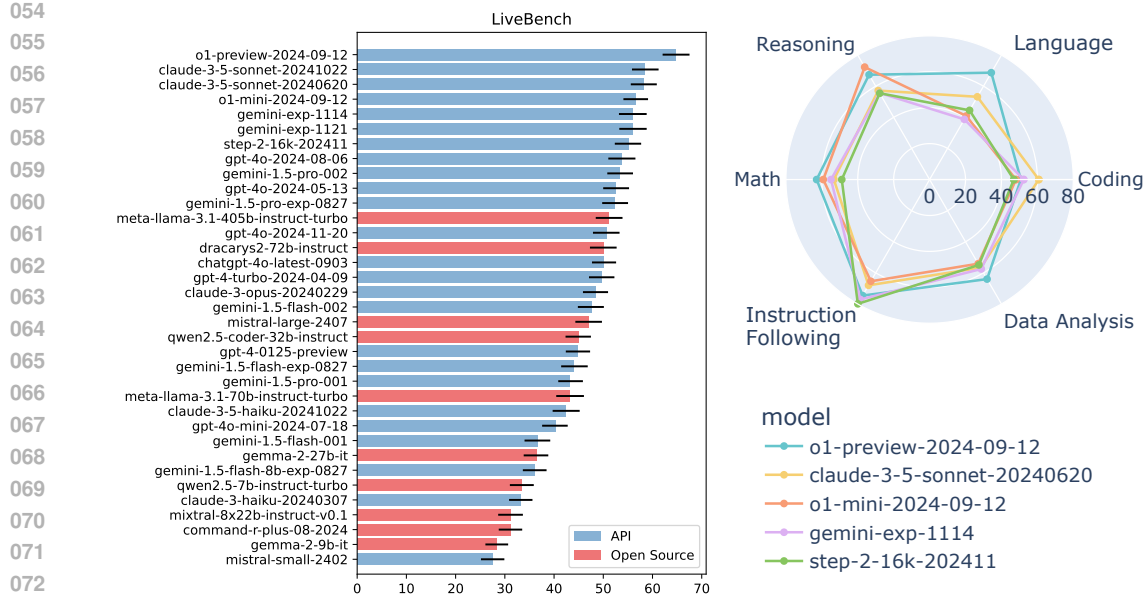 054
055
056
057
058
059
060
061
062
063
064
065
066
067
068
069
070
071
072
LiveBench
o1-preview-2024-09-12
claude-3-5-sonnet-20241022
claude-3-5-sonnet-20240620
o1-mini-2024-09-12
gemini-exp-1114
gemini-exp-1121
step-2-16k-202411
gpt-4o-2024-08-06
gemini-1.5-pro-002
gpt-4o-2024-05-13
gemini-1.5-pro-exp-0827
meta-llama-3.1-405b-instruct-turbo
gpt-4o-2024-11-20
dracarys2-72b-instruct
chatgpt-4o-latest-0903
gpt-4-turbo-2024-04-09
claude-3-opus-20240229
gemini-1.5-flash-002
mistral-large-2407
qwen2.5-coder-32b-instruct
gpt-4-0125-preview
gemini-1.5-flash-exp-0827
gemini-1.5-pro-001
meta-llama-3.1-70b-instruct-turbo
claude-3-5-haiku-20241022
gpt-4o-mini-2024-07-18
gemini-1.5-flash-001
gemma-2-27b-it
gemini-1.5-flash-8b-exp-0827
qwen2.5-7b-instruct-turbo
claude-3-haiku-20240307
mixtral-8x22b-instruct-v0.1
command-r-plus-08-2024
gemma-2-9b-it
mistral-small-2402
API
Open Source
0 10 20 30 40 50 60 70
Reasoning
Language
Math
Coding
0 20 40 60 80
Instruction
Following
Data Analysis
model
o1-preview-2024-09-12
claude-3-5-sonnet-20240620
o1-mini-2024-09-12
gemini-exp-1114
step-2-16k-202411